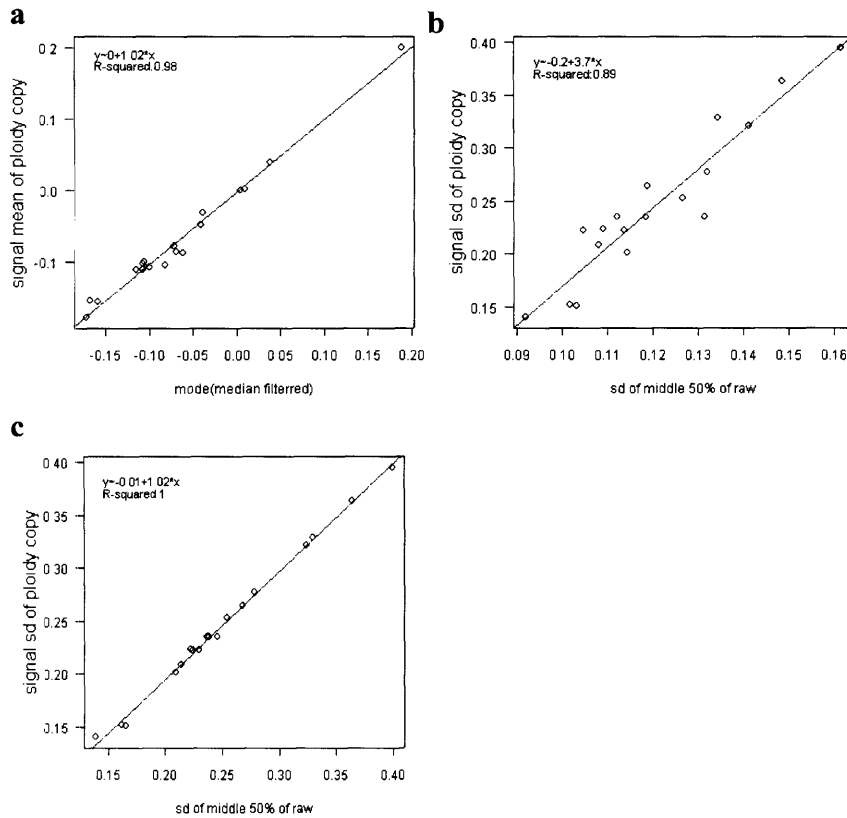 a
y~0+1 02*x
R-squared.0.98
signal mean of ploidy copy
0.2
0.1
0.0
-0.1
-0.15 -0.10 -0.05 0.00 0.05 0.10 0.15 0.20
mode(median filterred)
b
y~-0.2+3.7*x
R-squared:0.89
signal sd of ploidy copy
0.40
0.35
0.30
0.25
0.20
0.15
0.09 0.10 0.11 0.12 0.13 0.14 0.15 0.16
sd of middle 50% of raw
c
y~-0 01+1 02*x
R-squared 1
signal sd of ploidy copy
0.40
0.35
0.30
0.25
0.20
0.15
0.15 0.20 0.25 0.30 0.35 0.40
sd of middle 50% of raw